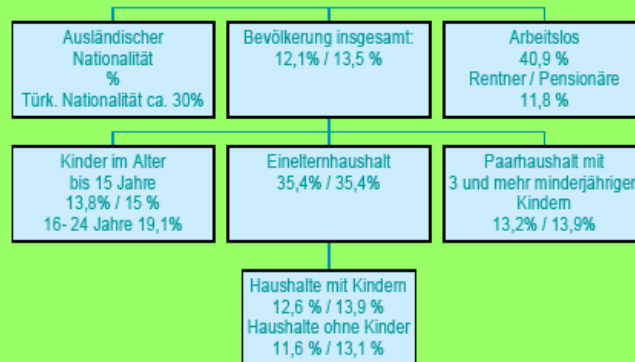 Ausländischer
Nationalität
%
Türk. Nationalität ca. 30%
Bevölkerung insgesamt:
12,1% / 13,5 %
Arbeitslos
40,9 %
Rentner / Pensionäre
11,8 %
Kinder im Alter
bis 15 Jahre
13,8% / 15 %
16- 24 Jahre 19,1%
Einelternhaushalt
35,4% / 35,4%
Paarhaushalt mit
3 und mehr minderjähriger
Kindern
13,2% / 13,9%
Haushalte mit Kindern
12,6 % / 13,9 %
Haushalte ohne Kinder
11,6 % / 13,1 %